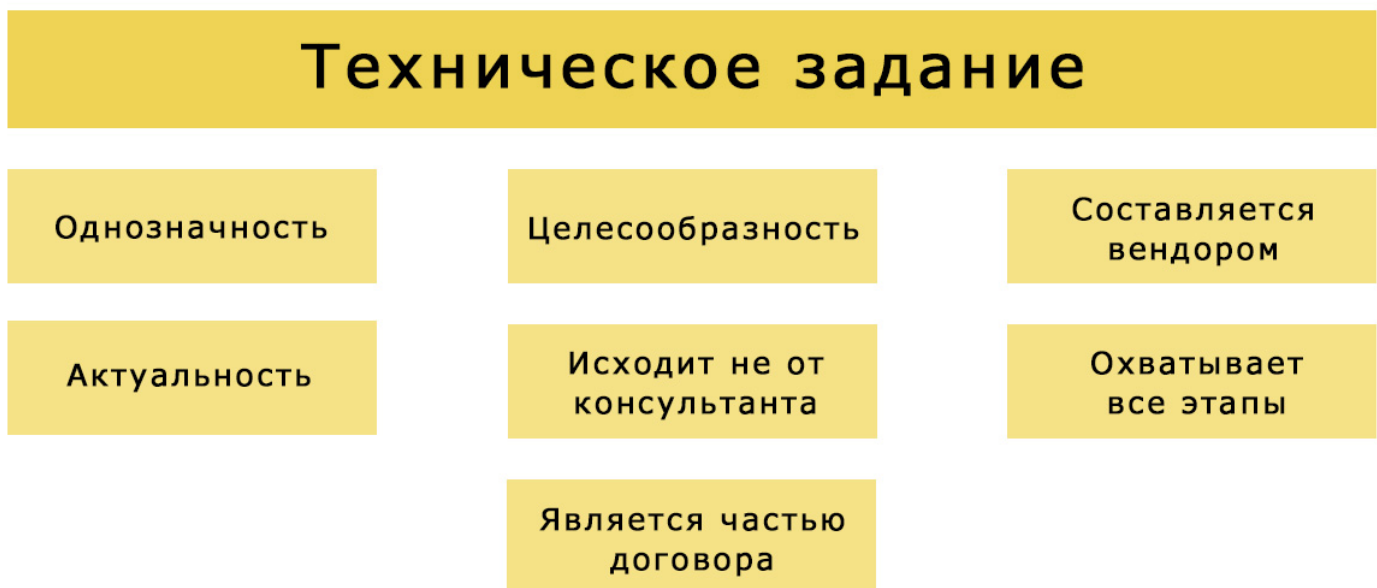 Техническое задание
Однозначность
Целесообразность
Составляется
вендором
Актуальность
Исходит не от
консультанта
Охватывает
все этапы
Является частью
договора